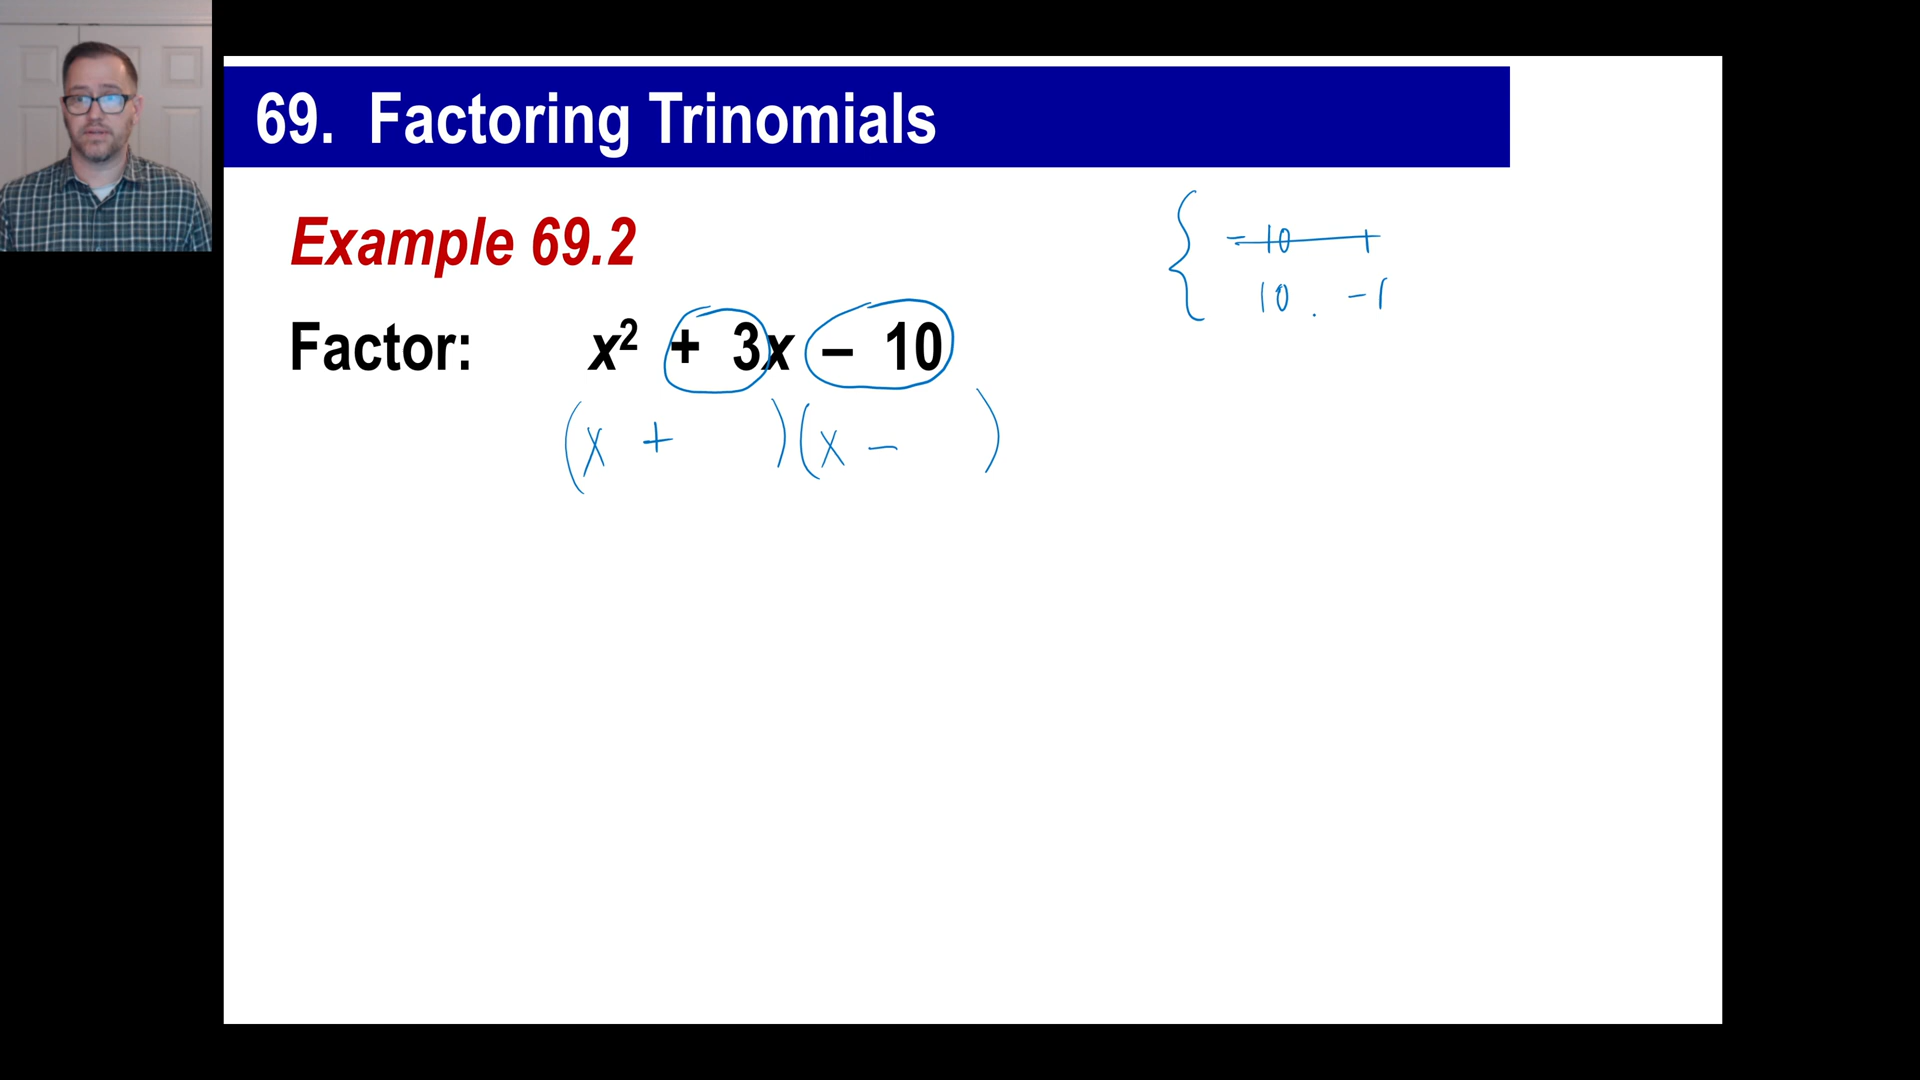 69. Factoring Trinomials
Example 69.2
-10 1
10 . -1
Factor: x² + 3x – 10
(x + )(x - )